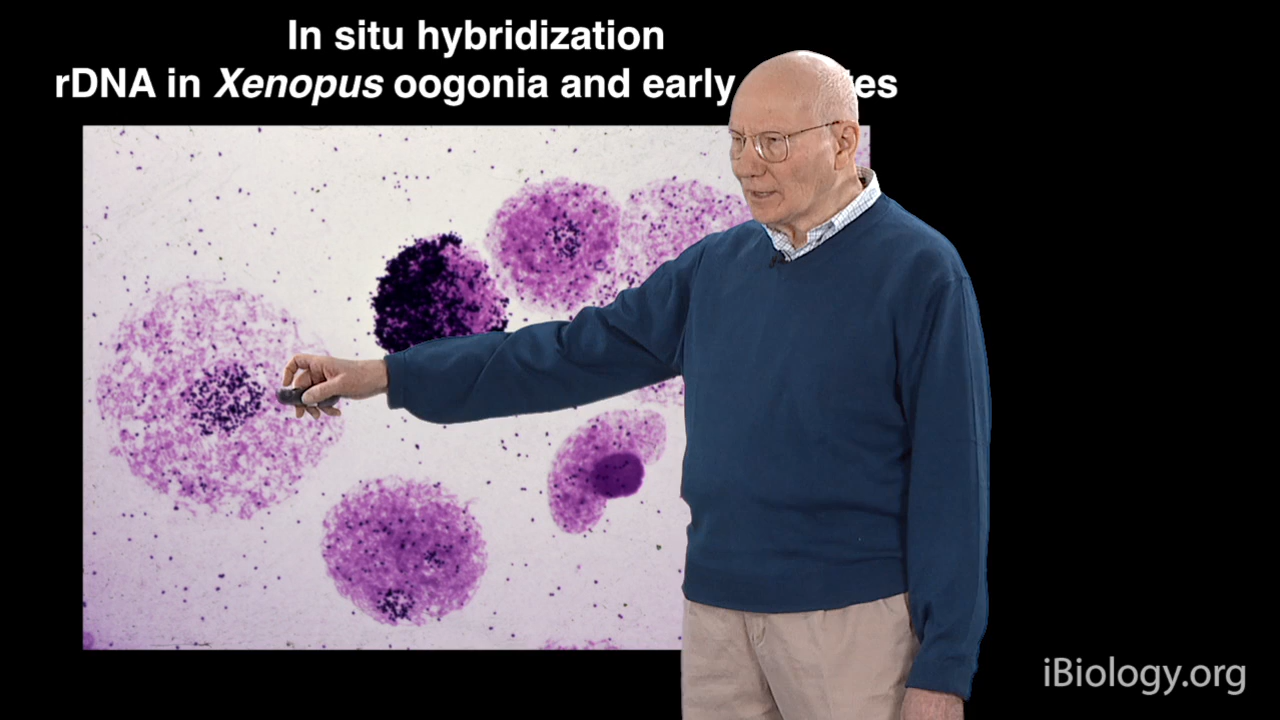 In situ hybridization
rDNA in Xenopus oogonia and early
iBiology.org